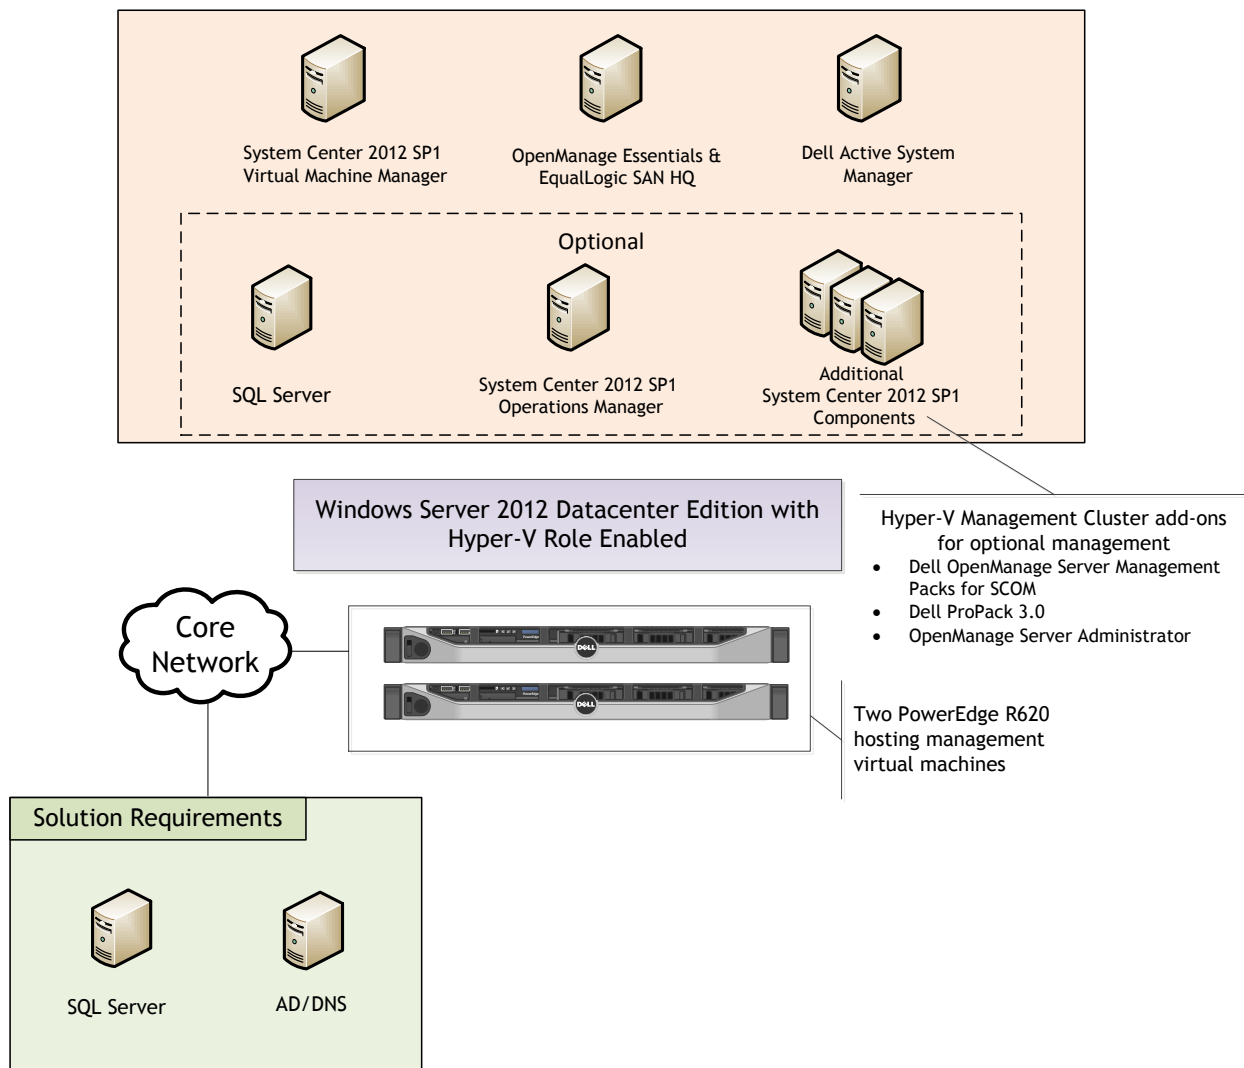 System Center 2012 SP1
Virtual Machine Manager
OpenManage Essentials &
EqualLogic SAN HQ
Dell Active System
Manager
Optional
SQL Server
System Center 2012 SP1
Operations Manager
Additional
System Center 2012 SP1
Components
Windows Server 2012 Datacenter Edition with
Hyper-V Role Enabled
Hyper-V Management Cluster add-ons
for optional management
• Dell OpenManage Server Management
Packs for SCOM
• Dell ProPack 3.0
• OpenManage Server Administrator
Core
Network
PowerEdge
DELL
PowerEdge
DELL
Two PowerEdge R620
hosting management
virtual machines
Solution Requirements
SQL Server
AD/DNS